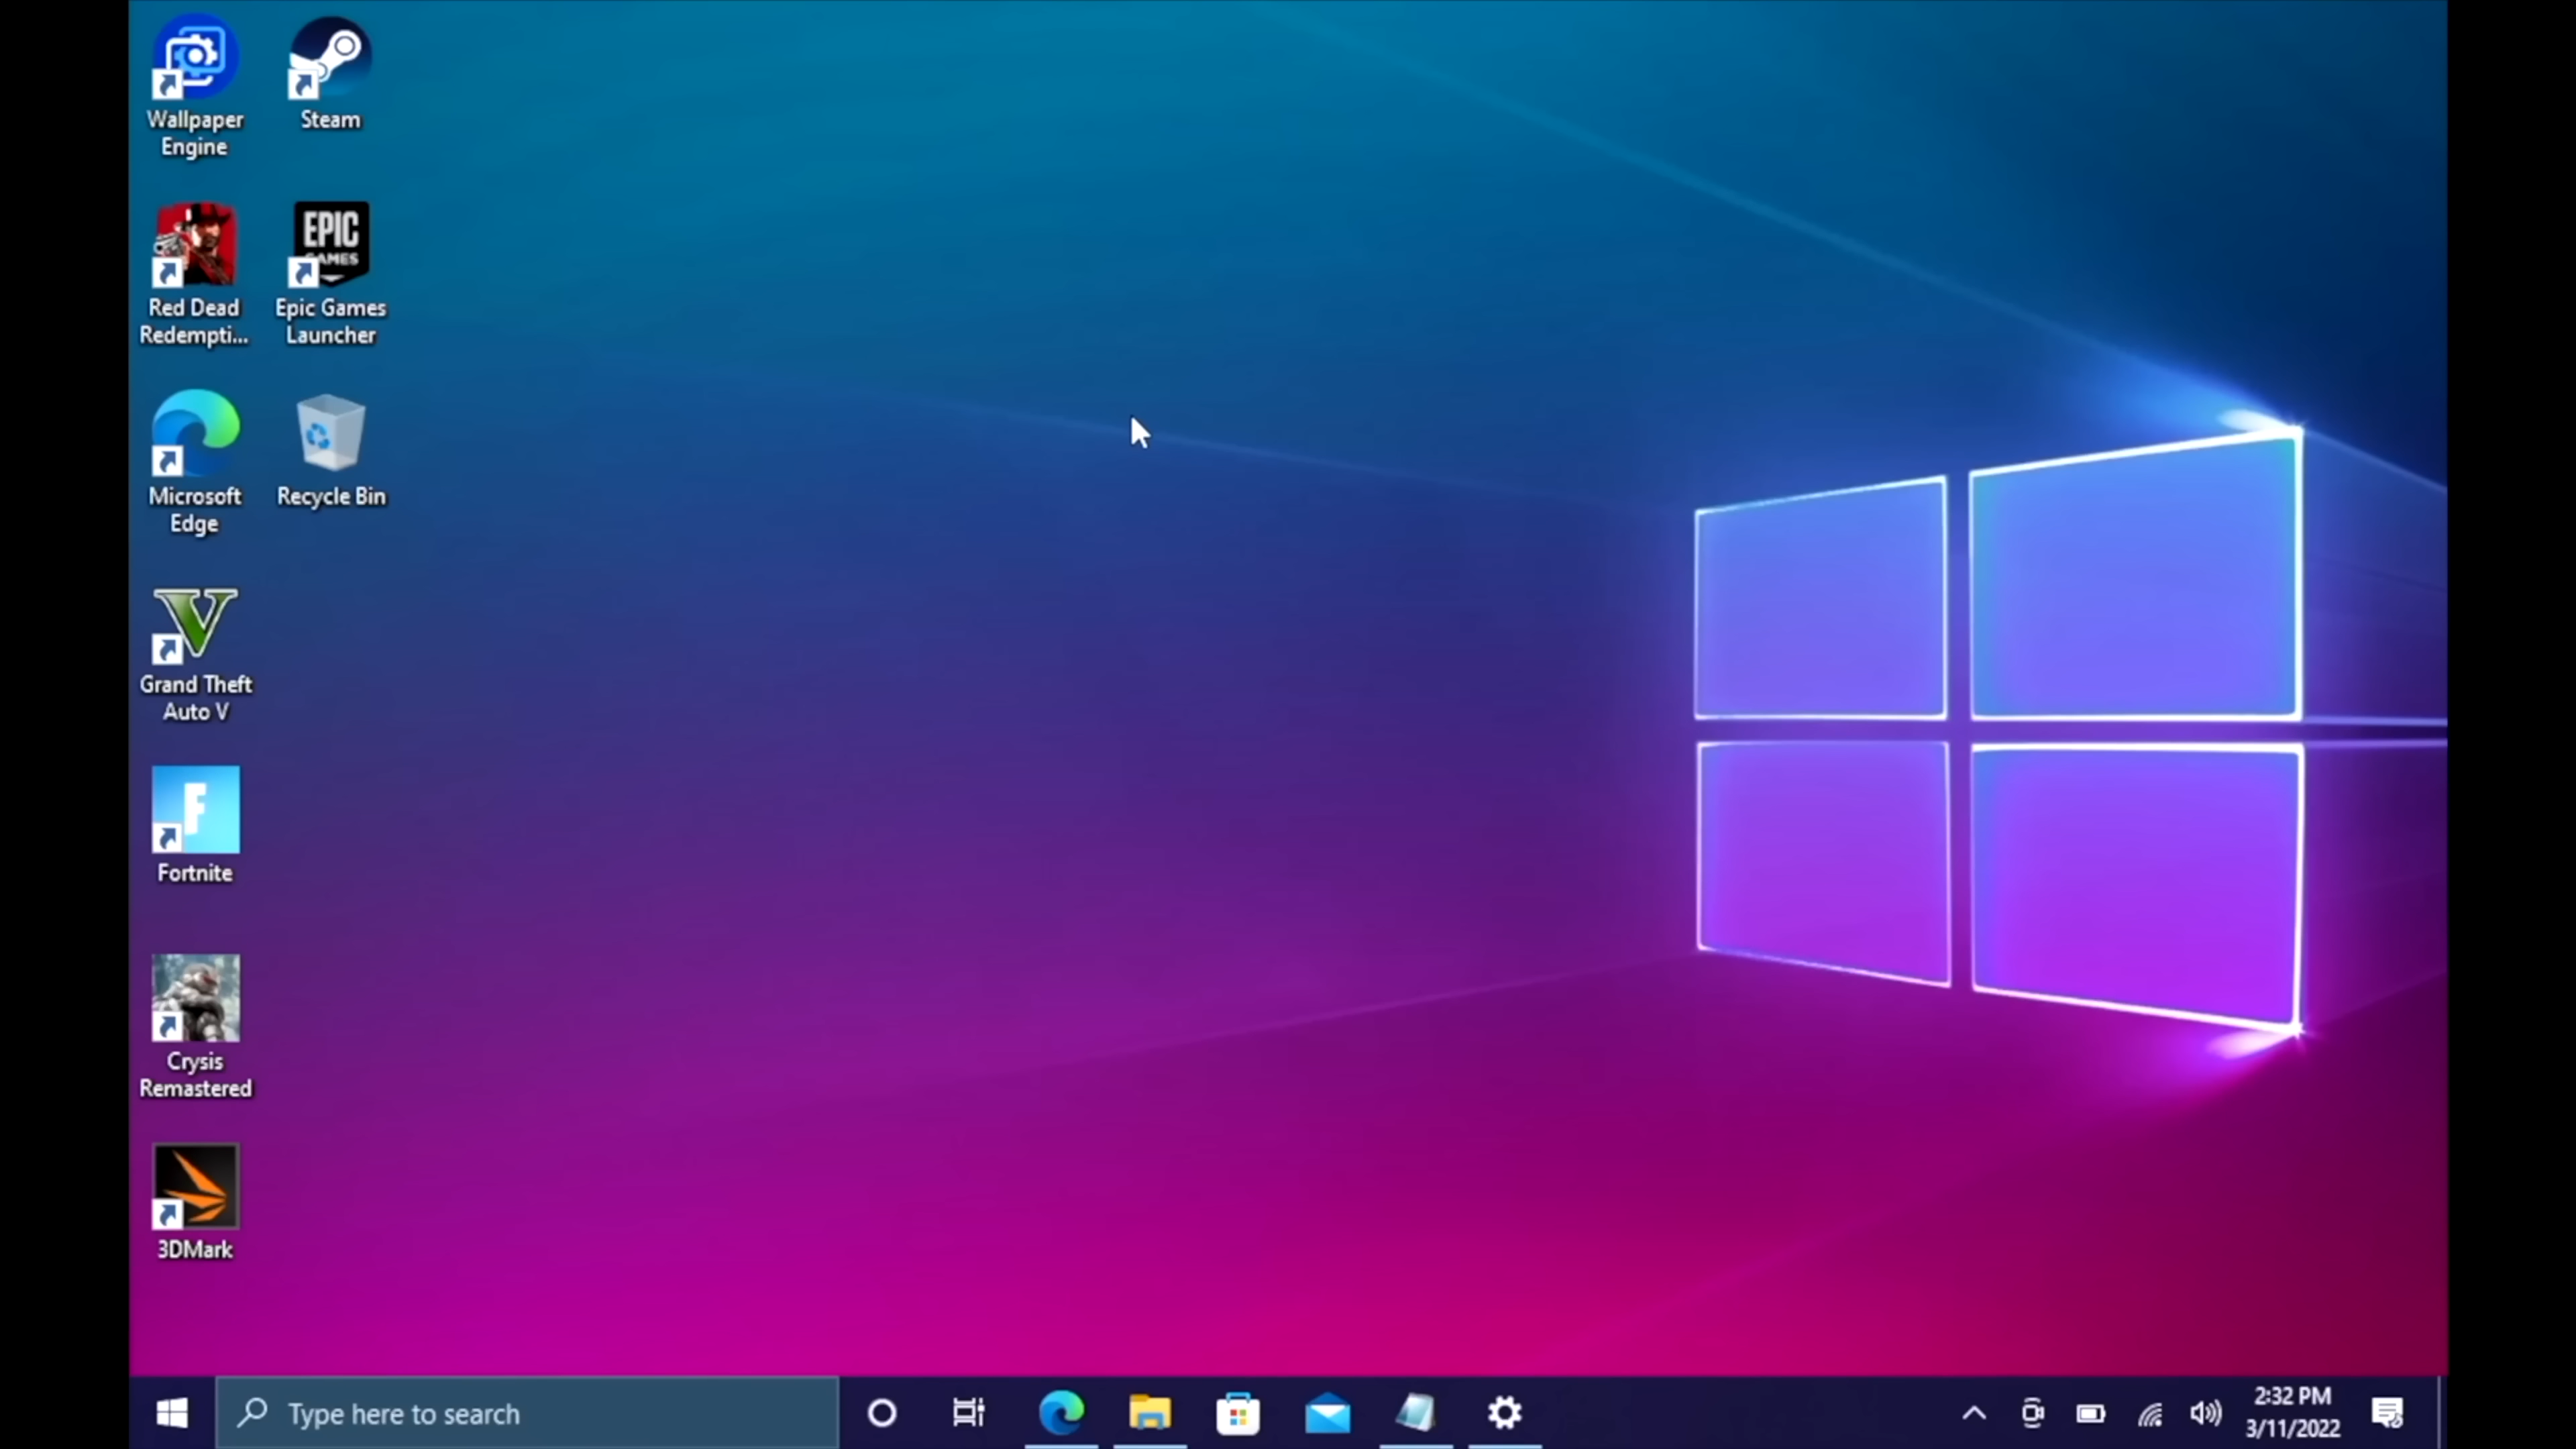 Wallpaper
Engine
Steam
Red Dead
Redempti...
EPIC
GAMES
Epic Games
Launcher
Microsoft
Edge
Recycle Bin
V
Grand Theft
Auto V
F
Fortnite
Crysis
Remastered
3DMark
Type here to search
2:32 PM
3/11/2022